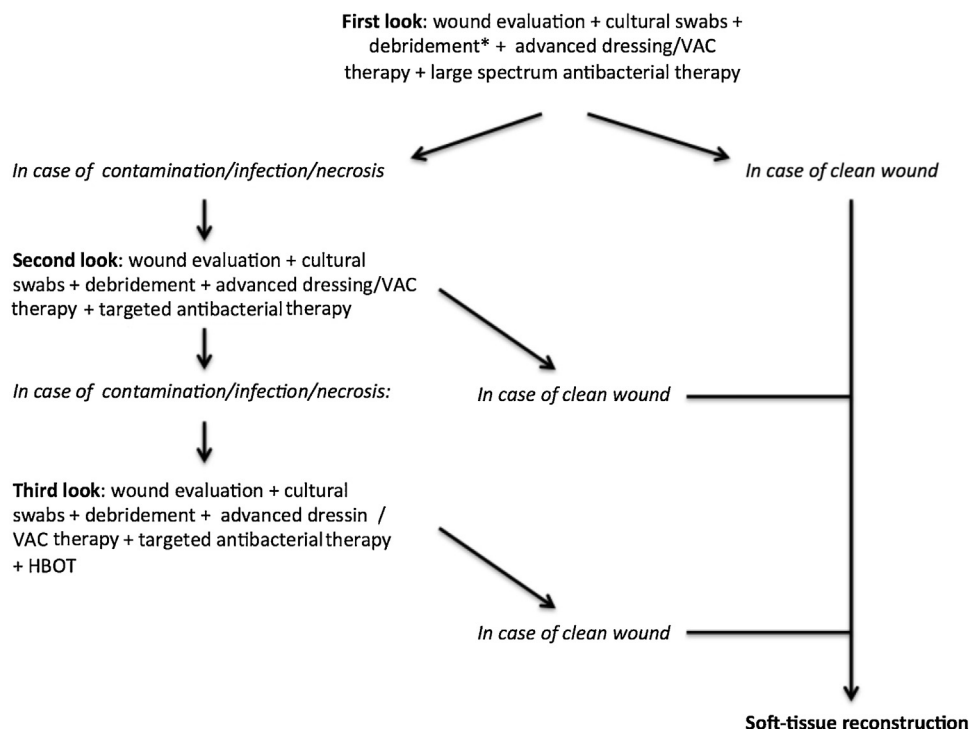 First look: wound evaluation + cultural swabs +
debridement* + advanced dressing/VAC
therapy + large spectrum antibacterial therapy
In case of contamination/infection/necrosis
In case of clean wound
Second look: wound evaluation + cultural
swabs + debridement + advanced dressing/VAC
therapy + targeted antibacterial therapy
In case of contamination/infection/necrosis:
In case of clean wound
Third look: wound evaluation + cultural
swabs + debridement + advanced dressin /
VAC therapy + targeted antibacterial therapy
+ HBOT
In case of clean wound
Soft-tissue reconstruction